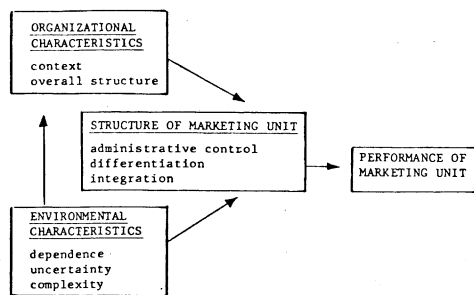 ORGANIZATIONAL
CHARACTERISTICS
context
overall structure
STRUCTURE OF MARKETING UNIT
administrative control
differentiation
integration
PERFORMANCE OF
MARKETING UNIT
ENVIRONMENTAL
CHARACTERISTICS
dependence
uncertainty
complexity